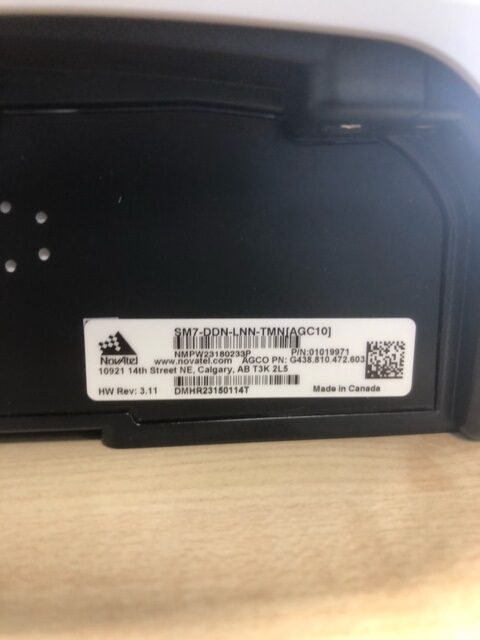 SM7-DDN-LNN-TMN[AGC10]
NovAtel
NMPW23180233P P/N:01019971
www.novatel.com AGCO PN: G438.810.472.603
10921 14th Street NE, Calgary, AB T3K 2L5
HW Rev: 3.11 DMHR23150114T Made in Canada